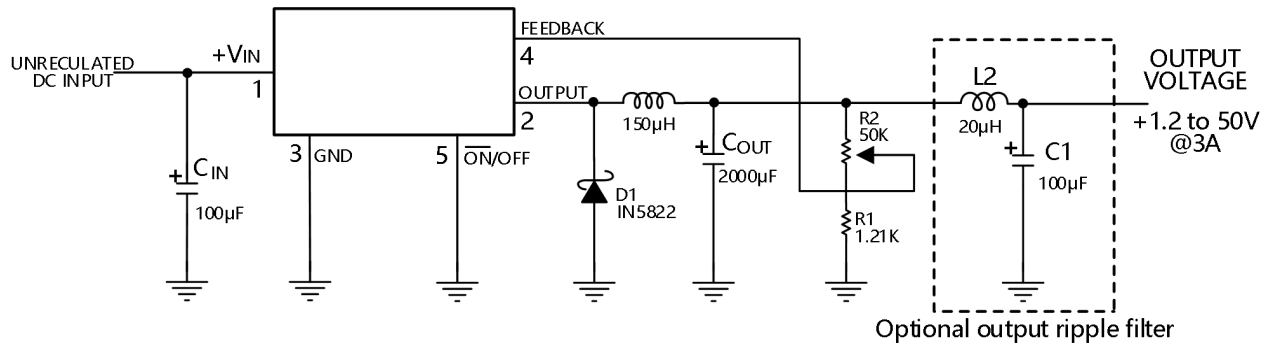 FEEDBACK
4
+VIN
1
UNRECULATED
DC INPUT
OUTPUT
2
150µH
3 GND
5 ON/OFF
+ CIN
100µF
D1
IN5822
+ COUT
2000µF
R2
50K
R1
1.21K
L2
20µH
+ C1
100µF
OUTPUT
VOLTAGE
+1.2 to 50V
@3A
Optional output ripple filter